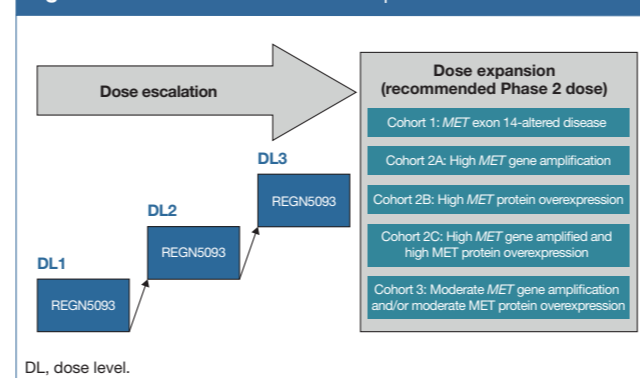 Dose escalation
DL1
REGN5093
DL2
REGN5093
DL3
REGN5093
Dose expansion
(recommended Phase 2 dose)
Cohort 1: MET exon 14-altered disease
Cohort 2A: High MET gene amplification
Cohort 2B: High MET protein overexpression
Cohort 2C: High MET gene amplified and
high MET protein overexpression
Cohort 3: Moderate MET gene amplification
and/or moderate MET protein overexpression
DL, dose level.